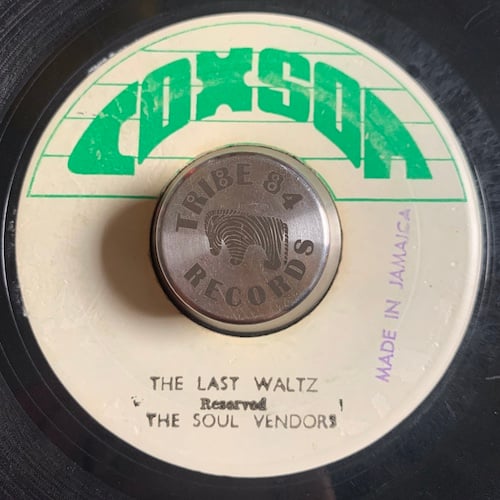 COXSON
TRIBE 84
RECORDS
MADE IN JAMAICA
THE LAST WALTZ
Reserved
THE SOUL VENDORS